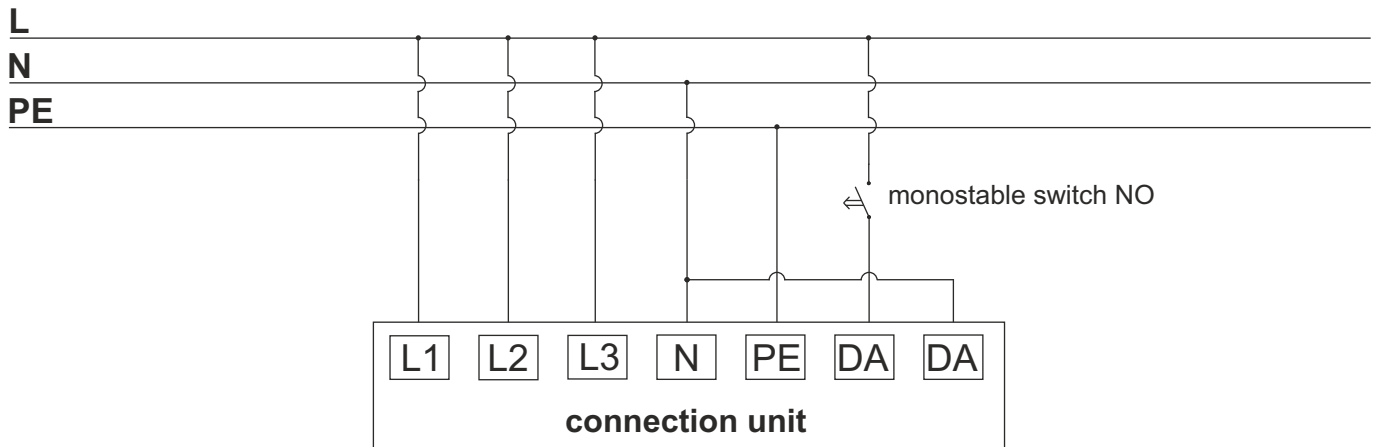 L
N
PE
monostable switch NO
L1 L2 L3 N PE DA DA
connection unit